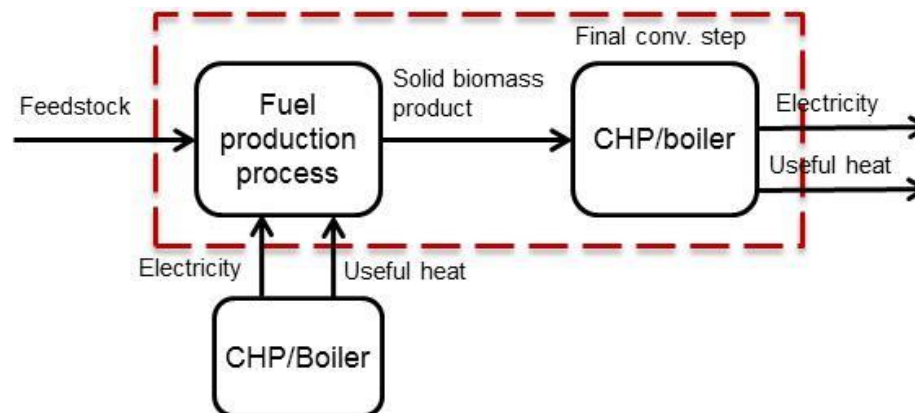 Final conv. step
Feedstock
Fuel
production
process
Solid biomass
product
CHP/boiler
Electricity
Useful heat
Electricity
Useful heat
CHP/Boiler